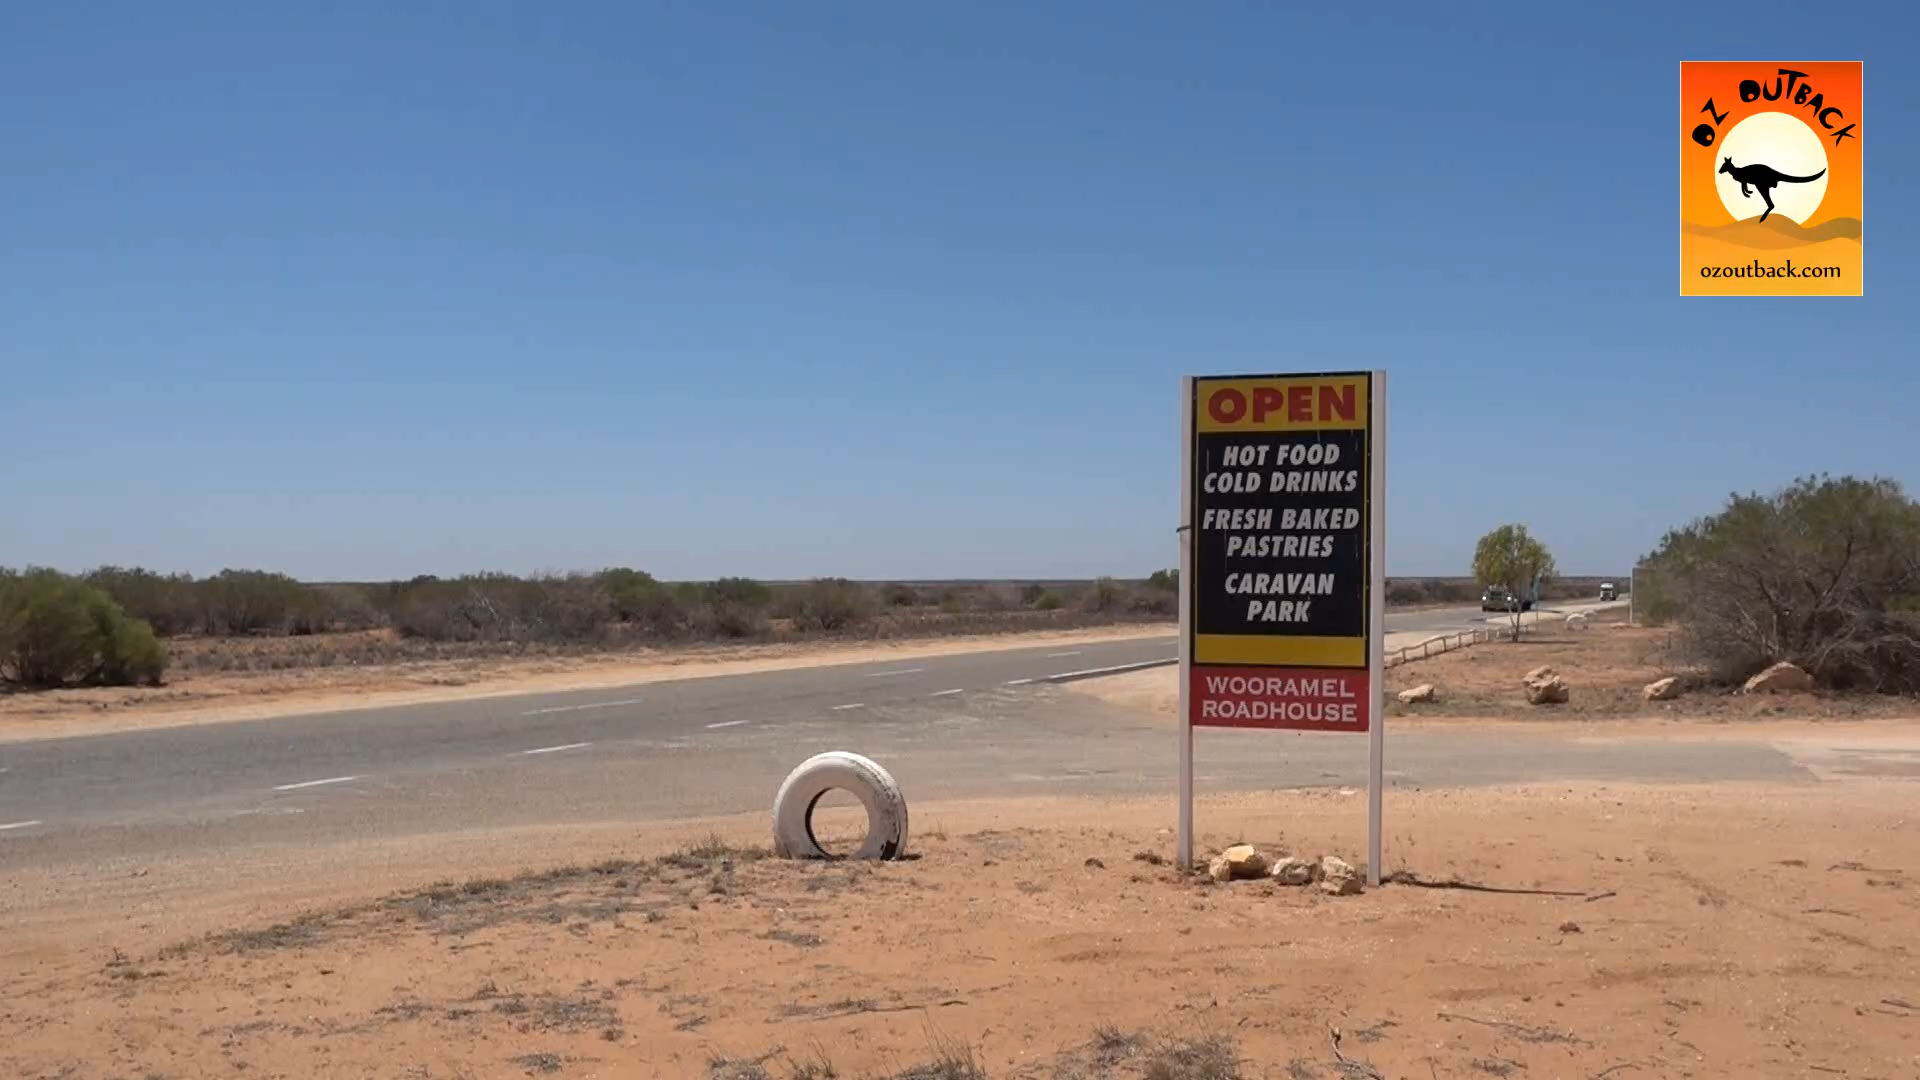 OZ OUTBACK
ozoutback.com
OPEN
HOT FOOD
COLD DRINKS
FRESH BAKED
PASTRIES
CARAVAN
PARK
WOORAMEL
ROADHOUSE